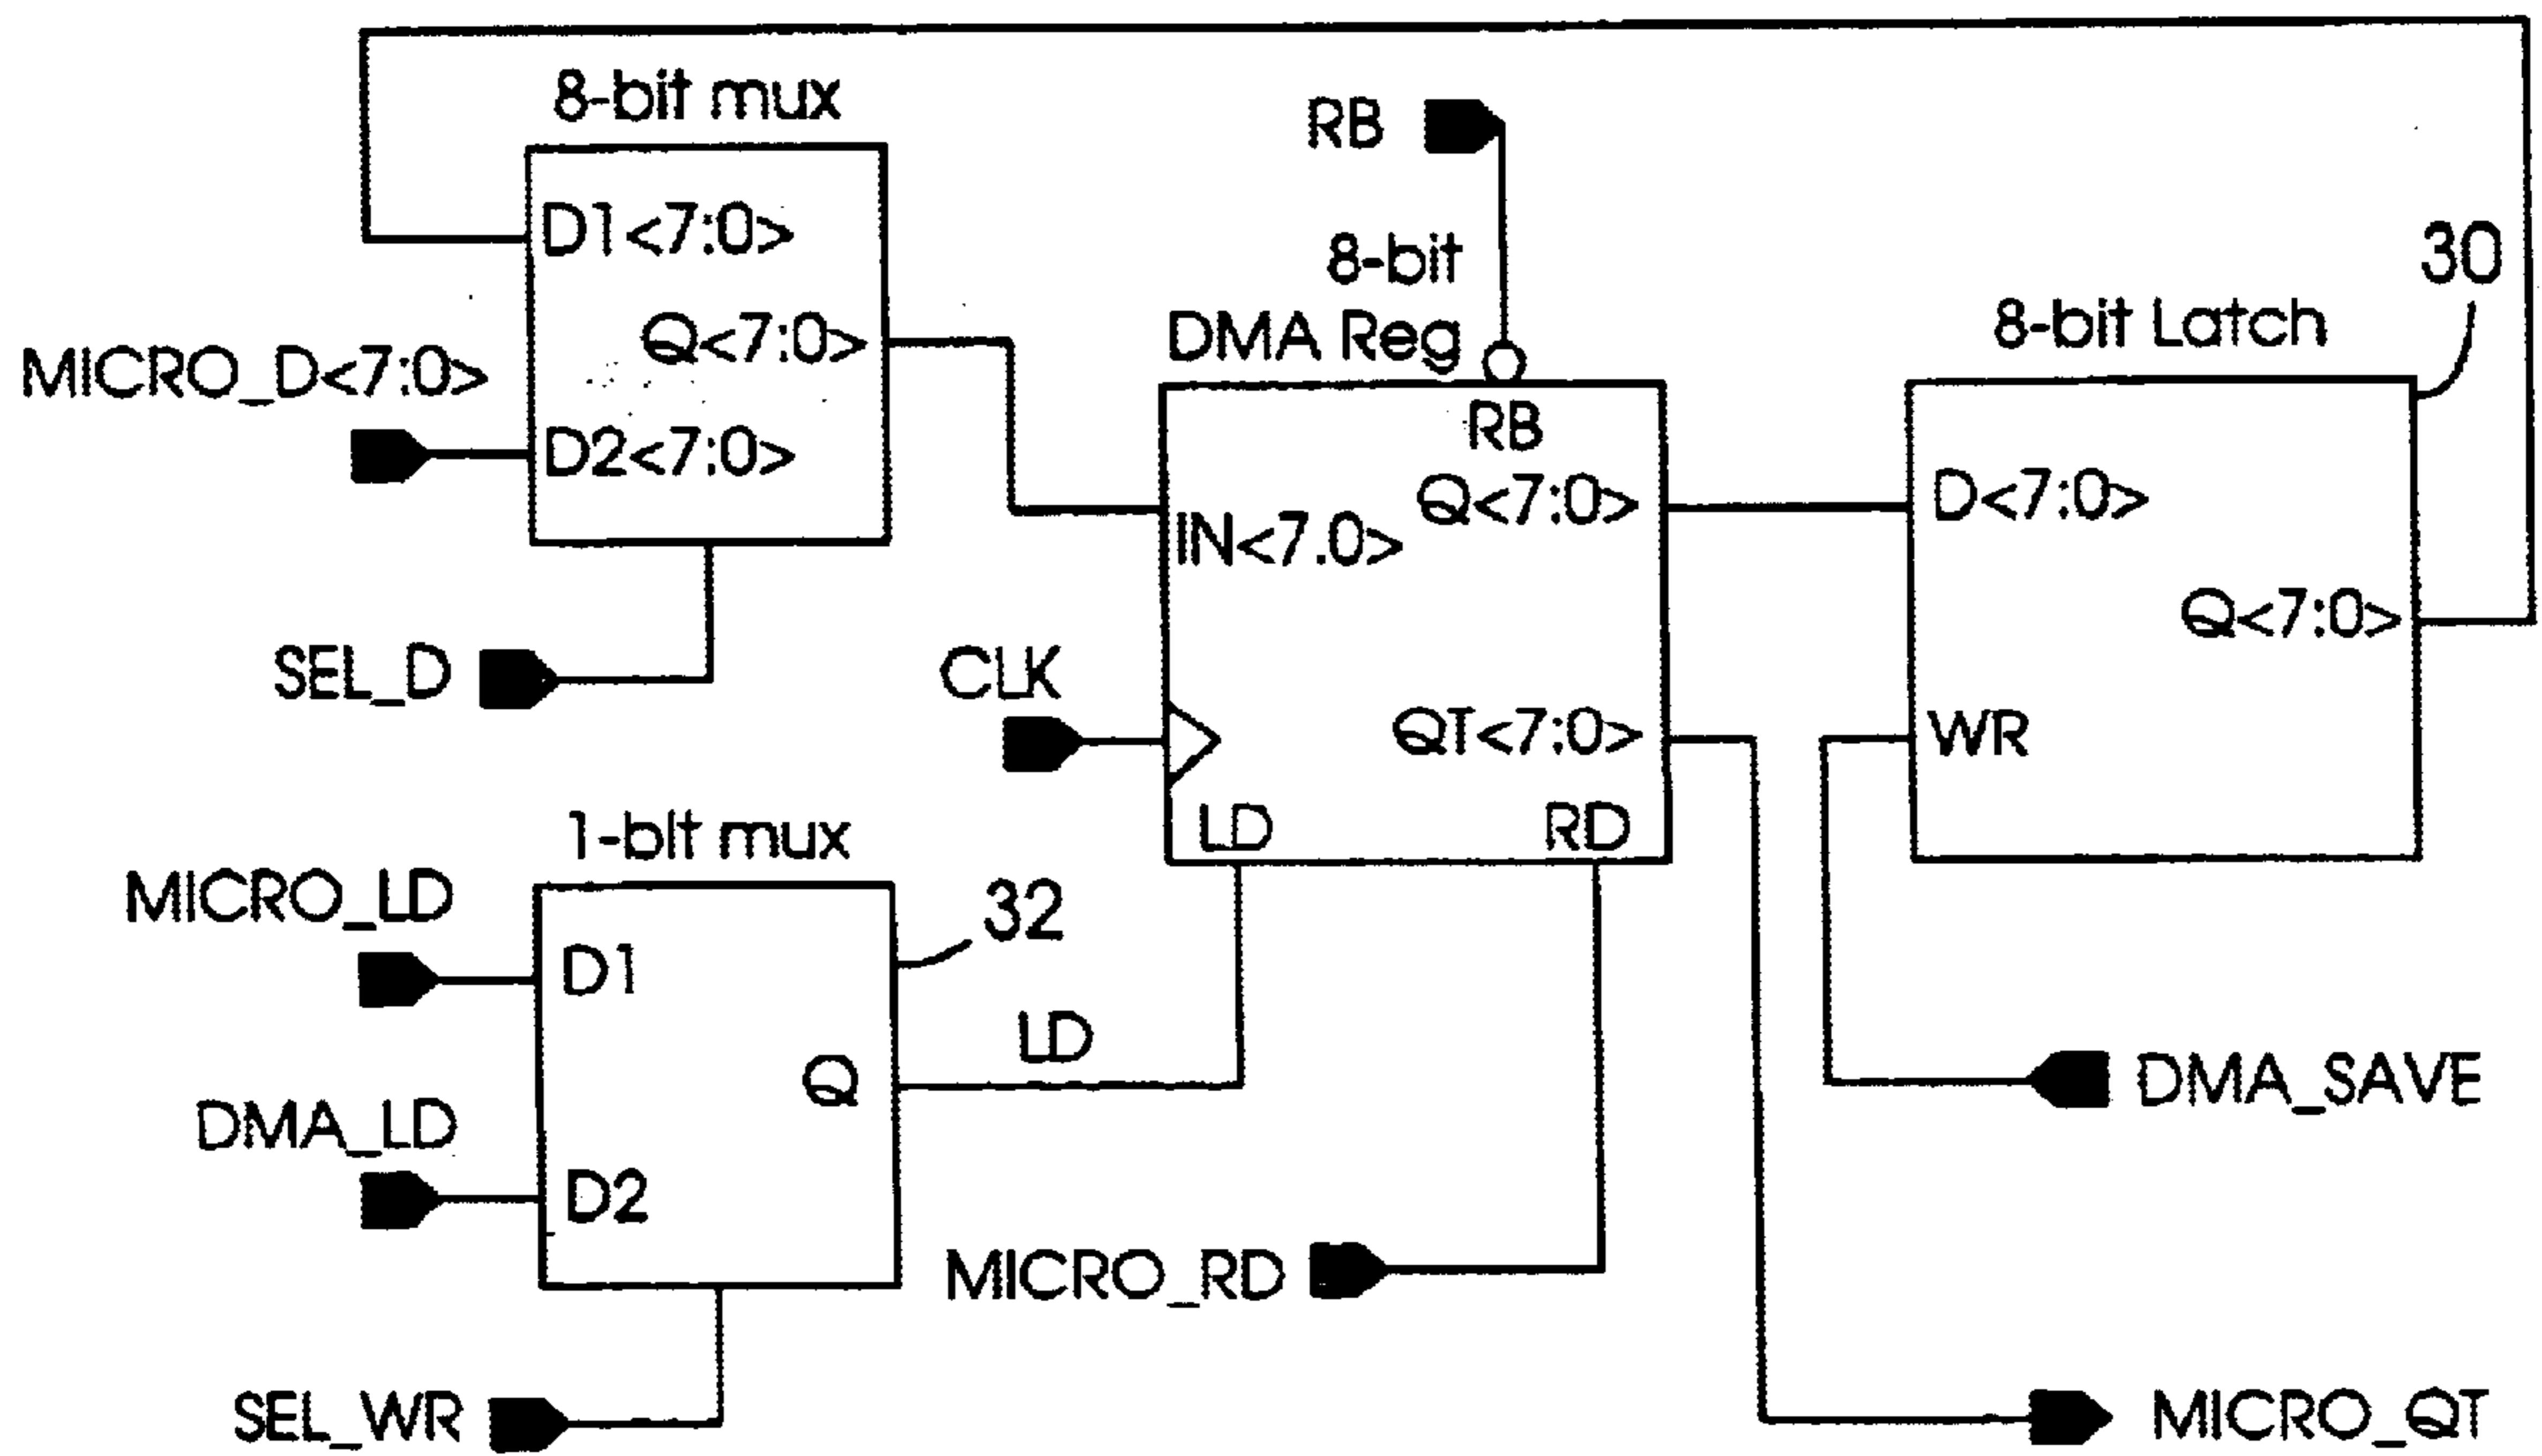 8-bit mux
D1<7:0>
Q<7:0>
MICRO_D<7:0>
D2<7:0>
SEL_D
RB
8-bit
DMA Reg
RB
IN<7.0>
Q<7:0>
CLK
QT<7:0>
LD
RD
8-bit Latch
30
D<7:0>
Q<7:0>
WR
1-bit mux
32
MICRO_LD
D1
Q
LD
DMA_LD
D2
SEL_WR
MICRO_RD
DMA_SAVE
MICRO_QT